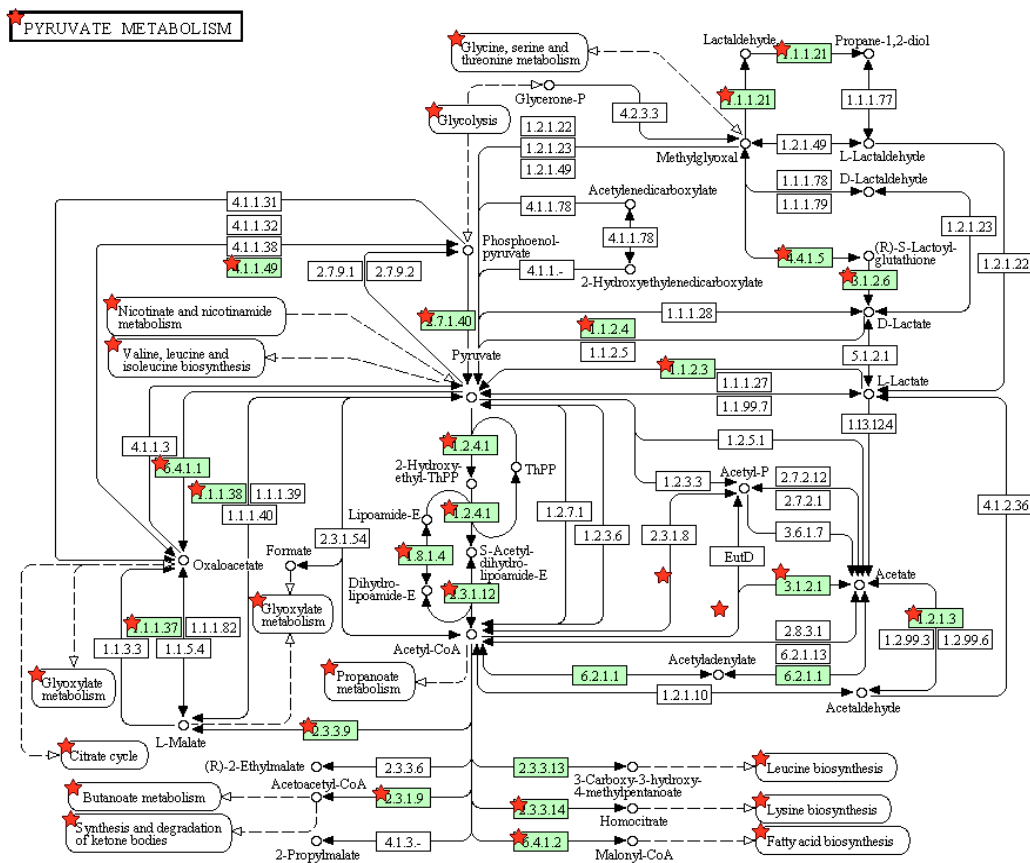 PYRUVATE METABOLISM
Glycine, serine and
threonine metabolism
Lactaldehyde
1.1.1.21
Propane-1,2-diol
1.1.1.21
1.1.1.77
Glycerone-P
4.2.3.3
Glycolysis
1.2.1.22
1.2.1.23
1.2.1.49
Methylglyoxal
1.2.1.49
L-Lactaldehyde
D-Lactaldehyde
1.1.1.78
1.1.1.79
4.1.1.31
4.1.1.32
4.1.1.38
4.1.1.49
Acetylenedicarboxylate
4.1.1.78
4.1.1.78
1.2.1.23
Phosphoenol-
pyruvate
2.7.9.1
2.7.9.2
4.1.1.-
2-Hydroxyethylenedicarboxylate
4.4.1.5
(R)-S-Lactoyl-
glutathione
3.1.2.6
1.2.1.22
Nicotinate and nicotinamide
metabolism
2.7.1.40
1.1.1.28
D-Lactate
1.1.2.4
1.1.2.5
Valine, leucine and
isoleucine biosynthesis
Pyruvate
1.1.2.3
5.1.2.1
1.1.1.27
1.1.99.7
L-Lactate
1.13.12.4
4.1.1.3
6.4.1.1
1.1.1.38
1.1.1.39
1.1.1.40
1.2.4.1
2-Hydroxy-
ethyl-ThPP
ThPP
1.2.5.1
Acetyl-P
1.2.3.3
2.7.2.12
2.7.2.1
4.1.2.36
Lipoamide-E
1.2.4.1
1.2.7.1
1.2.3.6
2.3.1.8
EutD
3.6.1.7
2.3.1.54
Formate
Oxaloacetate
1.8.1.4
S-Acetyl-
dihydro-
lipoamide-E
Dihydro-
lipoamide-E
2.3.1.12
3.1.2.1
Acetate
Glyoxylate
metabolism
1.1.1.37
1.1.1.82
1.1.3.3
1.1.5.4
Acetyl-CoA
2.8.3.1
6.2.1.13
1.2.1.3
1.2.99.3
1.2.99.6
Glyoxylate
metabolism
Propanoate
metabolism
6.2.1.1
Acetyladenylate
6.2.1.1
1.2.1.10
Acetaldehyde
L-Malate
2.3.3.9
Citrate cycle
(R)-2-Ethylmalate
2.3.3.6
2.3.3.13
3-Carboxy-3-hydroxy-
4-methylpentanoate
Leucine biosynthesis
Butanoate metabolism
Acetoacetyl-CoA
2.3.1.9
2.3.3.14
Homocitrate
Lysine biosynthesis
Synthesis and degradation
of ketone bodies
2-Propylmalate
4.1.3.-
6.4.1.2
Malonyl-CoA
Fatty acid biosynthesis